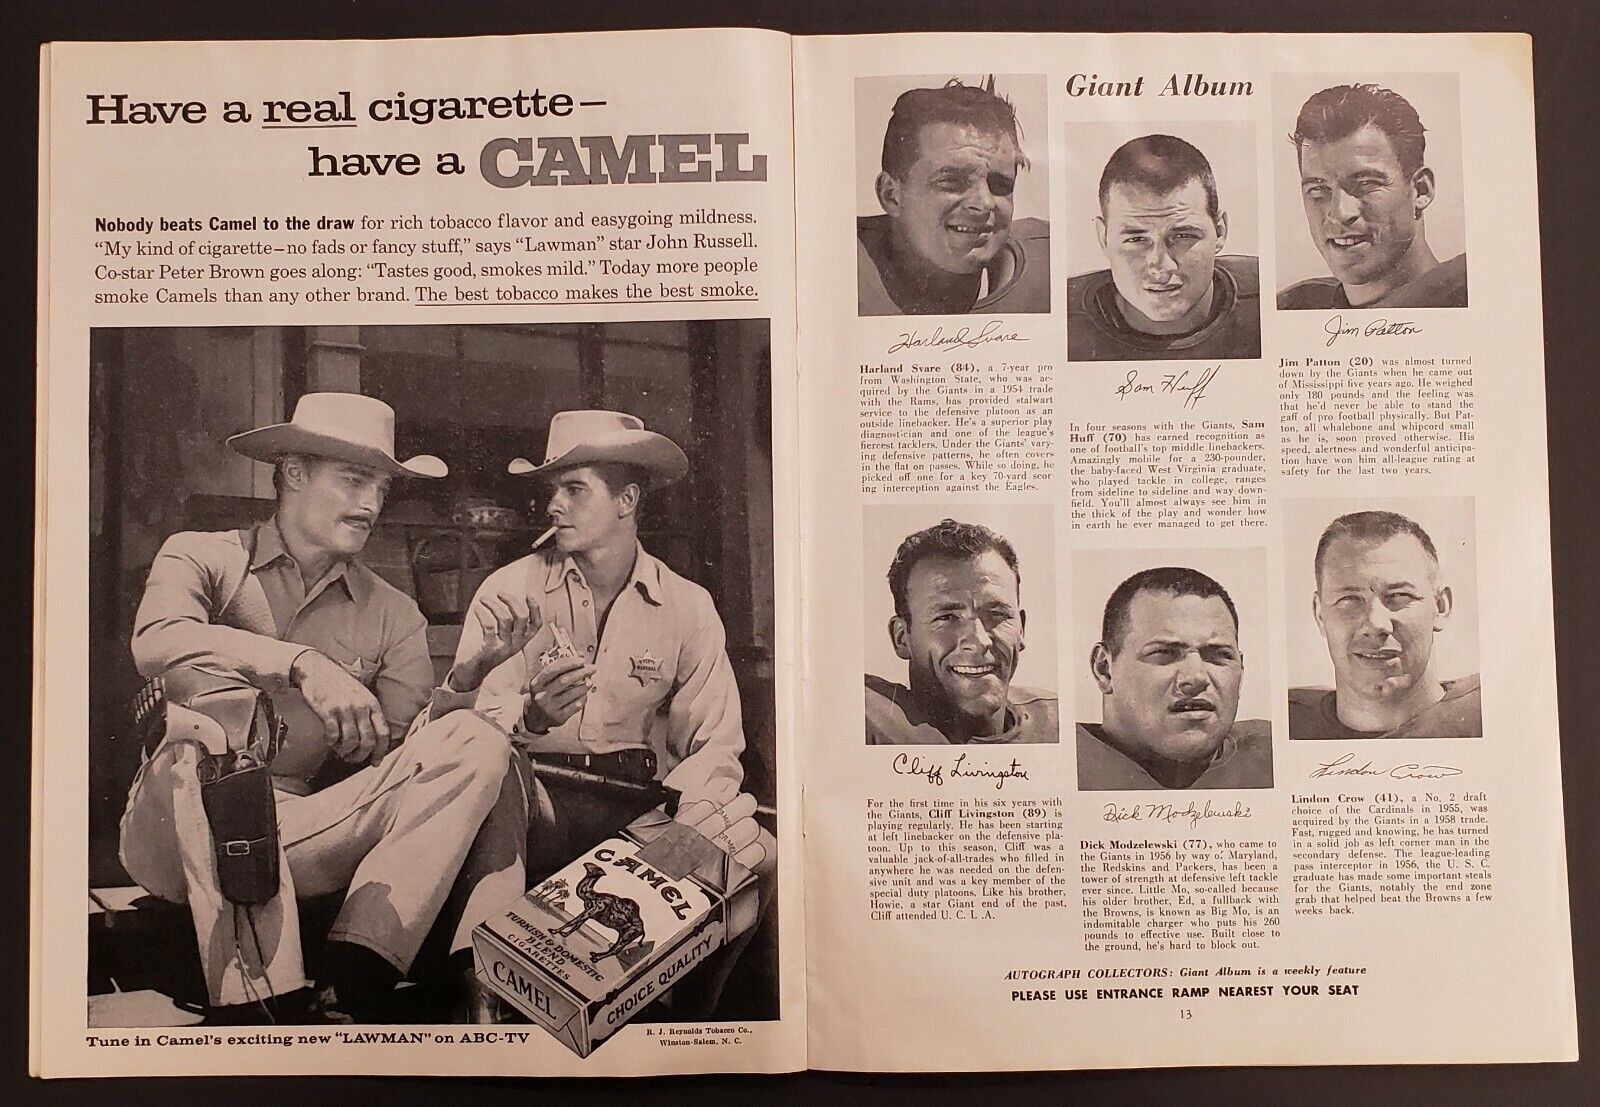 Have a real cigarette–
have a CAMEL
Nobody beats Camel to the draw for rich tobacco flavor and easygoing mildness.
"My kind of cigarette–no fads or fancy stuff," says "Lawman" star John Russell.
Co-star Peter Brown goes along: "Tastes good, smokes mild." Today more people
smoke Camels than any other brand. The best tobacco makes the best smoke.
CAMEL
CAMEL
TURKISH & DOMESTIC
BLEND
CIGARETTES
CAMEL
CHOICE QUALITY
Tune in Camel's exciting new "LAWMAN" on ABC-TV
R. J. Reynolds Tobacco Co.,
Winston-Salem, N. C.
Giant Album
Harland Svare
Harland Svare (84), a 7-year pro
from Washington State, who was ac-
quired by the Giants in a 1954 trade
with the Rams, has provided stalwart
service to the defensive platoon as an
outside linebacker. He's a superior play
diagnostician and one of the league's
fiercest tacklers. Under the Giants' vary-
ing defensive patterns, he often covers
in the flat on passes. While so doing, he
picked off one for a key 70-yard scor-
ing interception against the Eagles.
Sam Huff
In four seasons with the Giants, Sam
Huff (70) has earned recognition as
one of football's top middle linebackers.
Amazingly mobile for a 230-pounder,
the baby-faced West Virginia graduate,
who played tackle in college, ranges
from sideline to sideline and way down-
field. You'll almost always see him in
the thick of the play and wonder how
in earth he ever managed to get there.
Jim Patton
Jim Patton (20) was almost turned
down by the Giants when he came out
of Mississippi five years ago. He weighed
only 180 pounds and the feeling was
that he'd never be able to stand the
gaff of pro football physically. But Pat-
ton, all whalebone and whipcord small
as he is, soon proved otherwise. His
speed, alertness and wonderful anticipa-
tion have won him all-league rating at
safety for the last two years.
Cliff Livingston
For the first time in his six years with
the Giants, Cliff Livingston (89) is
playing regularly. He has been starting
at left linebacker on the defensive pla-
toon. Up to this season, Cliff was a
valuable jack-of-all-trades who filled in
anywhere he was needed on the defen-
sive unit and was a key member of the
special duty platoons. Like his brother,
Howie, a star Giant end of the past,
Cliff attended U. C. L .A.
Dick Modzelewski
Dick Modzelewski (77), who came to
the Giants in 1956 by way o' Maryland,
the Redskins and Packers, has been a
tower of strength at defensive left tackle
ever since. Little Mo, so-called because
his older brother, Ed, a fullback with
the Browns, is known as Big Mo, is an
indomitable charger who puts his 260
pounds to effective use. Built close to
the ground, he's hard to block out.
Lindon Crow
Lindon Crow (41), a No. 2 draft
choice of the Cardinals in 1955, was
acquired by the Giants in a 1958 trade.
Fast, rugged and knowing, he has turned
in a solid job as left corner man in the
secondary defense. The league-leading
pass interceptor in 1956, the U. S. C.
graduate has made some important steals
for the Giants, notably the end zone
grab that helped beat the Browns a few
weeks back.
AUTOGRAPH COLLECTORS: Giant Album is a weekly feature
PLEASE USE ENTRANCE RAMP NEAREST YOUR SEAT
13